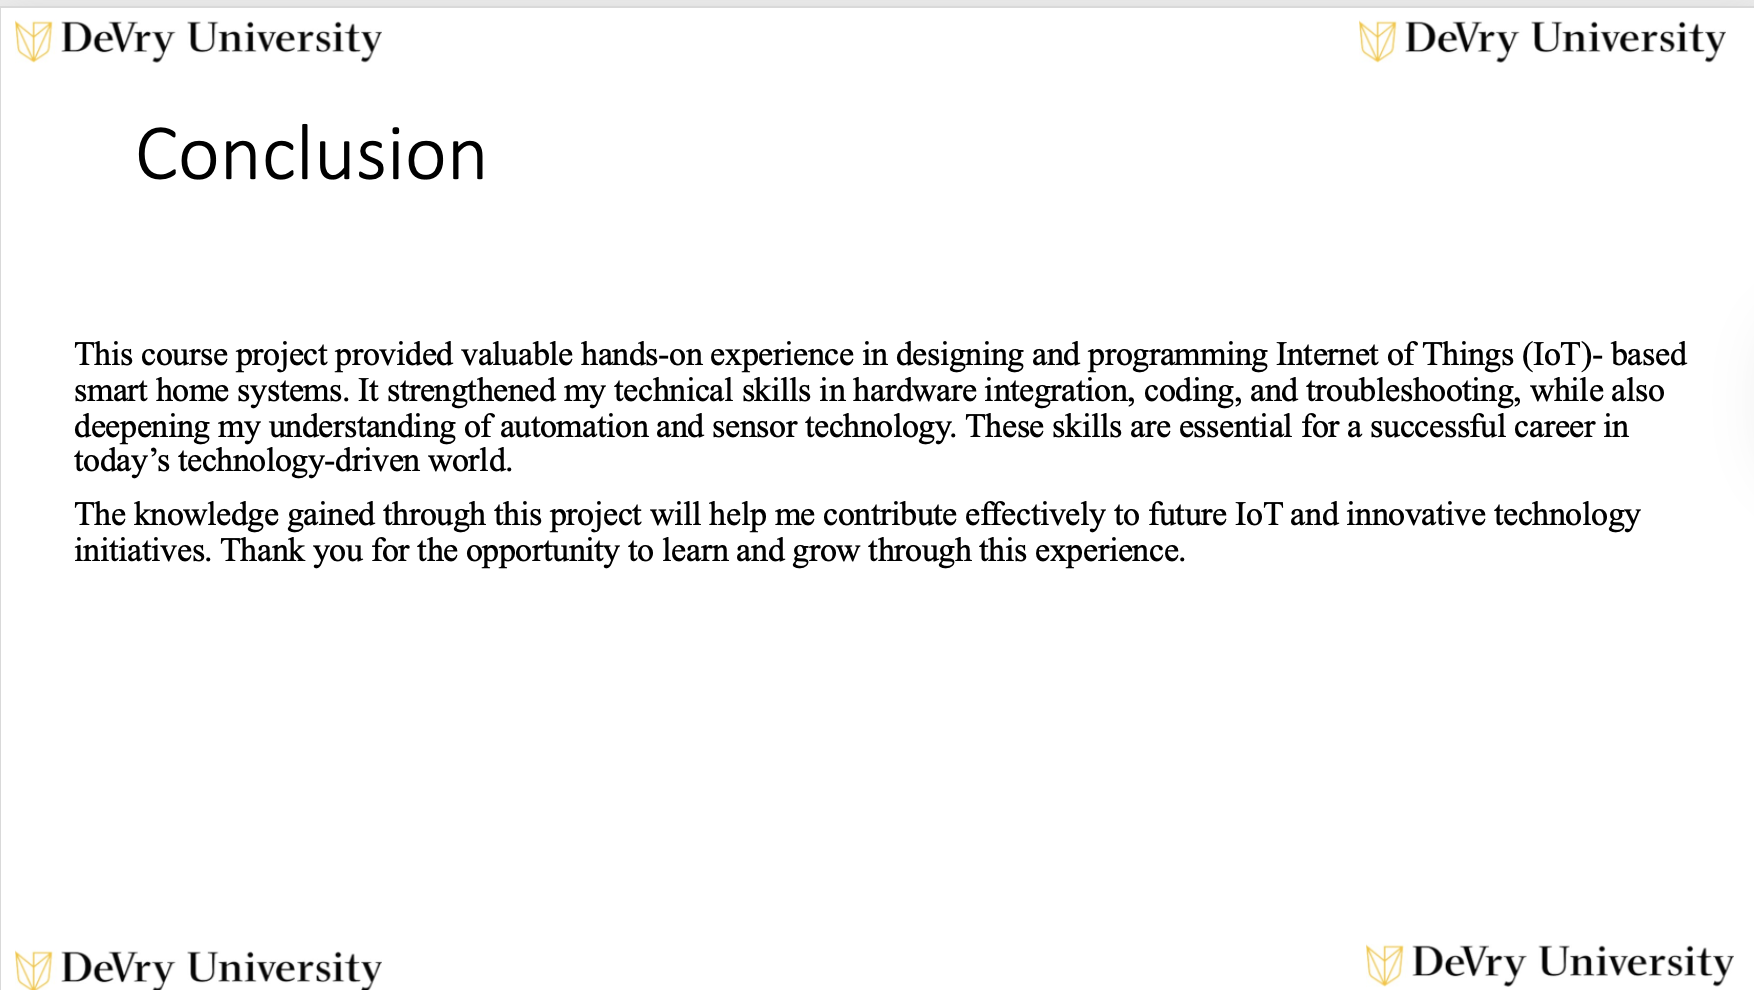 DeVry University
DeVry University
Conclusion
This course project provided valuable hands-on experience in designing and programming Internet of Things (IoT)- based
smart home systems. It strengthened my technical skills in hardware integration, coding, and troubleshooting, while also
deepening my understanding of automation and sensor technology. These skills are essential for a successful career in
today’s technology-driven world.
The knowledge gained through this project will help me contribute effectively to future IoT and innovative technology
initiatives. Thank you for the opportunity to learn and grow through this experience.
DeVry University
DeVry University